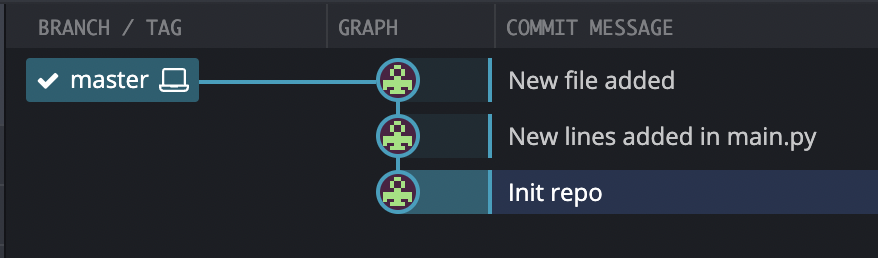 BRANCH / TAG GRAPH COMMIT MESSAGE
master New file added
New lines added in main.py
Init repo